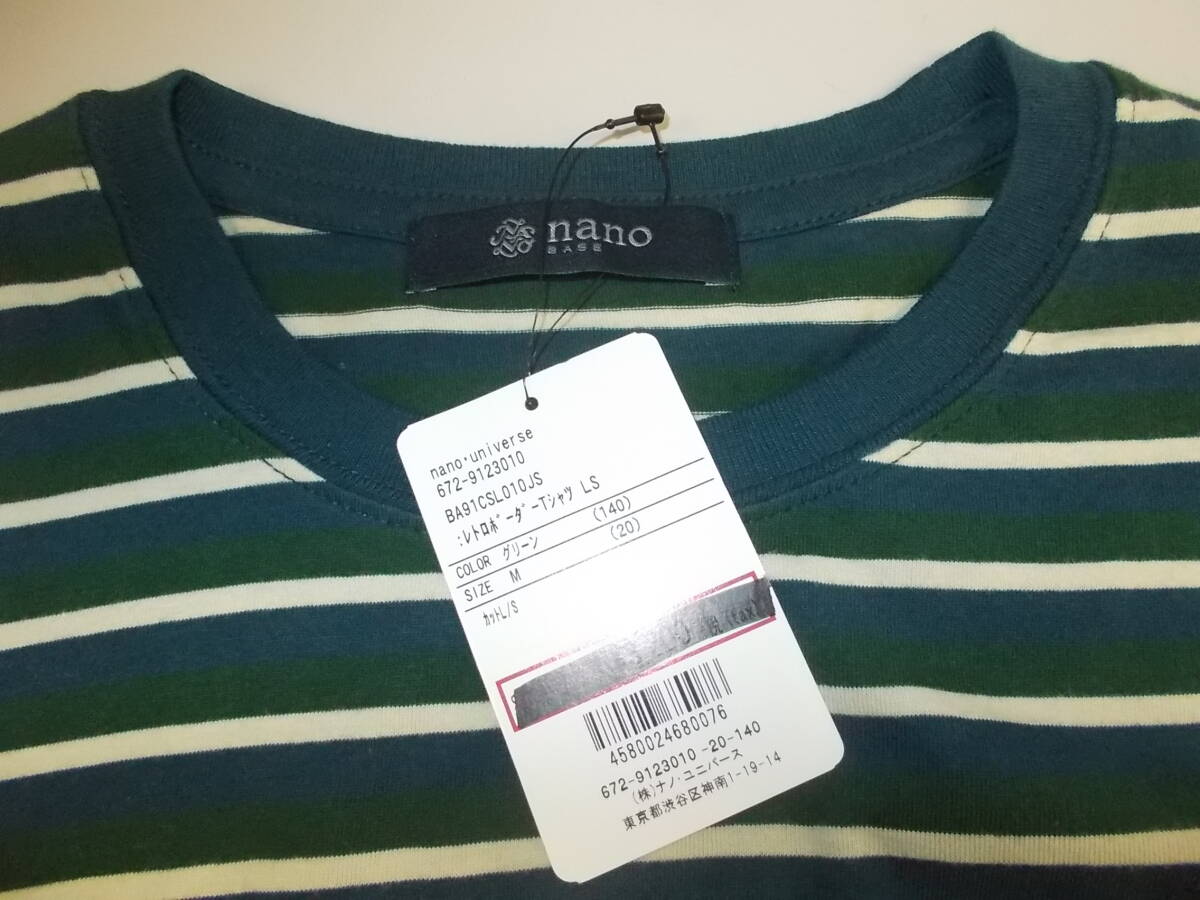 nano
BASE
nano・universe
672-9123010
BA91CSL010JS
:ﾚﾄﾛﾎﾞｰﾀﾞｰTｼｬﾂ LS
COLOR グリーン (140)
SIZE M (20)
ｶｯﾄL/S
税(tax)
4580024680076
672-9123010 -20-140
(株)ナノ・ユニバース
東京都渋谷区神南1-19-14